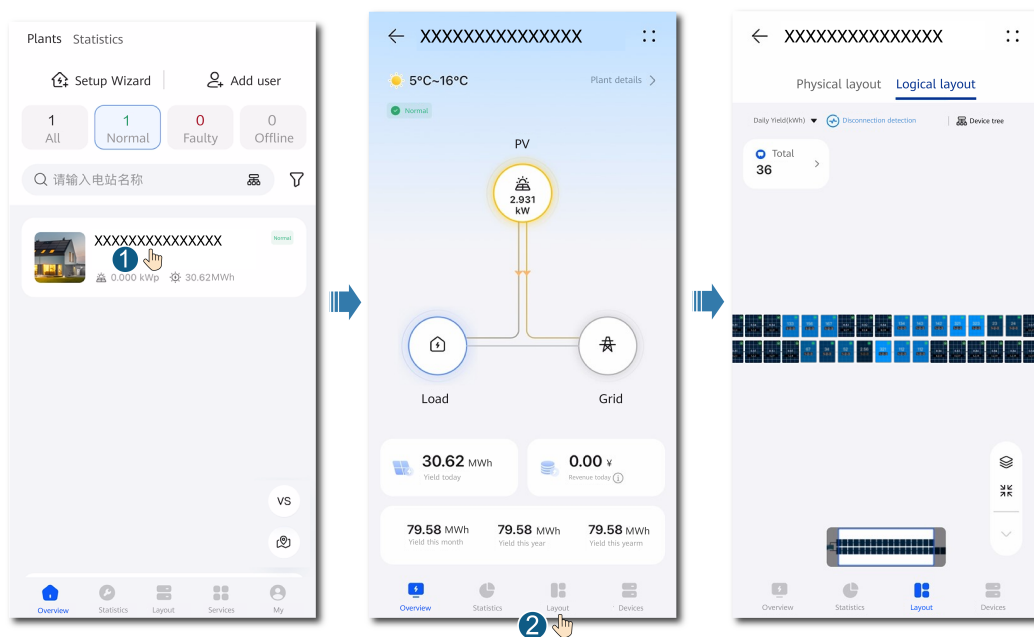 Plants Statistics
Setup Wizard Add user
1 1 0 0
All Normal Faulty Offline
请输入电站名称
XXXXXXXXXXXXXXX Normal
1
0.000 kWp 30.62MWh
VS
Overview Statistics Layout Services My
XXXXXXXXXXXXXXX
5°C~16°C Plant details
Normal
PV
2.931
kW
Load Grid
30.62 MWh 0.00 ¥
Yield today Revenue today
79.58 MWh 79.58 MWh 79.58 MWh
Yield this month Yield this year Yield this yearm
Overview Statistics Layout Devices
2
XXXXXXXXXXXXXXX
Physical layout Logical layout
Daily Yield(kWh) Disconnection detection Device tree
Total
36
Overview Statistics Layout Devices